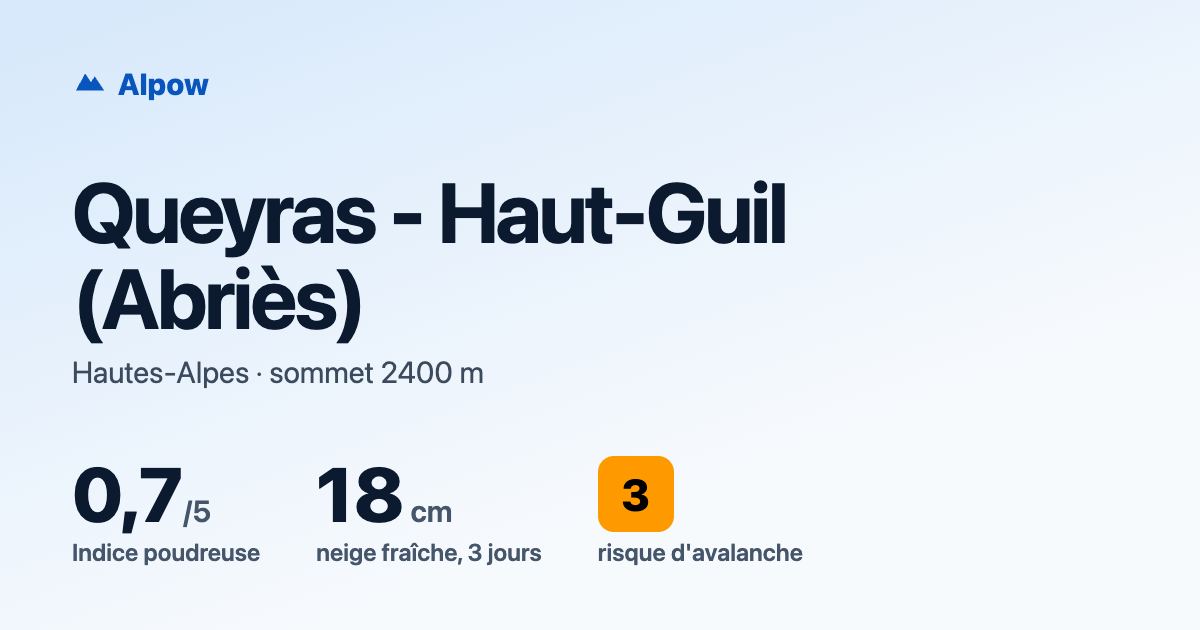 Alpow
Queyras - Haut-Guil
(Abriès)
Hautes-Alpes · sommet 2400 m
0,7/5
Indice poudreuse
18 cm
neige fraîche, 3 jours
3
risque d'avalanche